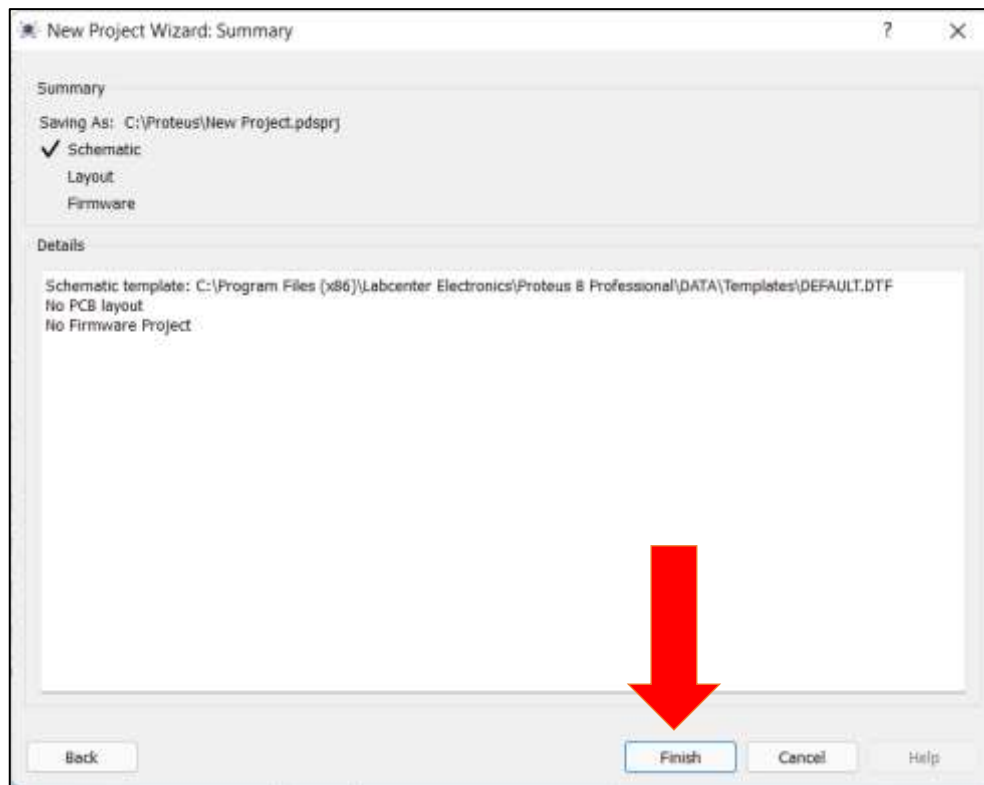 New Project Wizard: Summary
Summary
Saving As: C:\Proteus\New Project.pdsprj
Schematic
Layout
Firmware
Details
Schematic template: C:\Program Files (x86)\Labcenter Electronics\Proteus 8 Professional\DATA\Templates\DEFAULT.DTF
No PCB layout
No Firmware Project
Back Finish Cancel Help